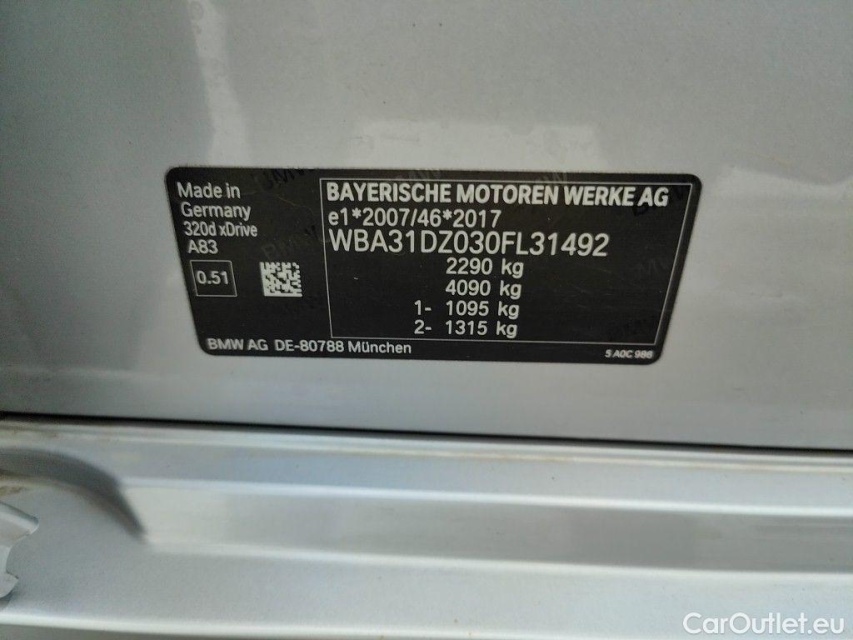 Made in
Germany
320d xDrive
A83
0.51
BAYERISCHE MOTOREN WERKE AG
e1*2007/46*2017
WBA31DZ030FL31492
2290 kg
4090 kg
1- 1095 kg
2- 1315 kg
BMW AG DE-80788 München
5 A0C 986
CarOutlet.eu